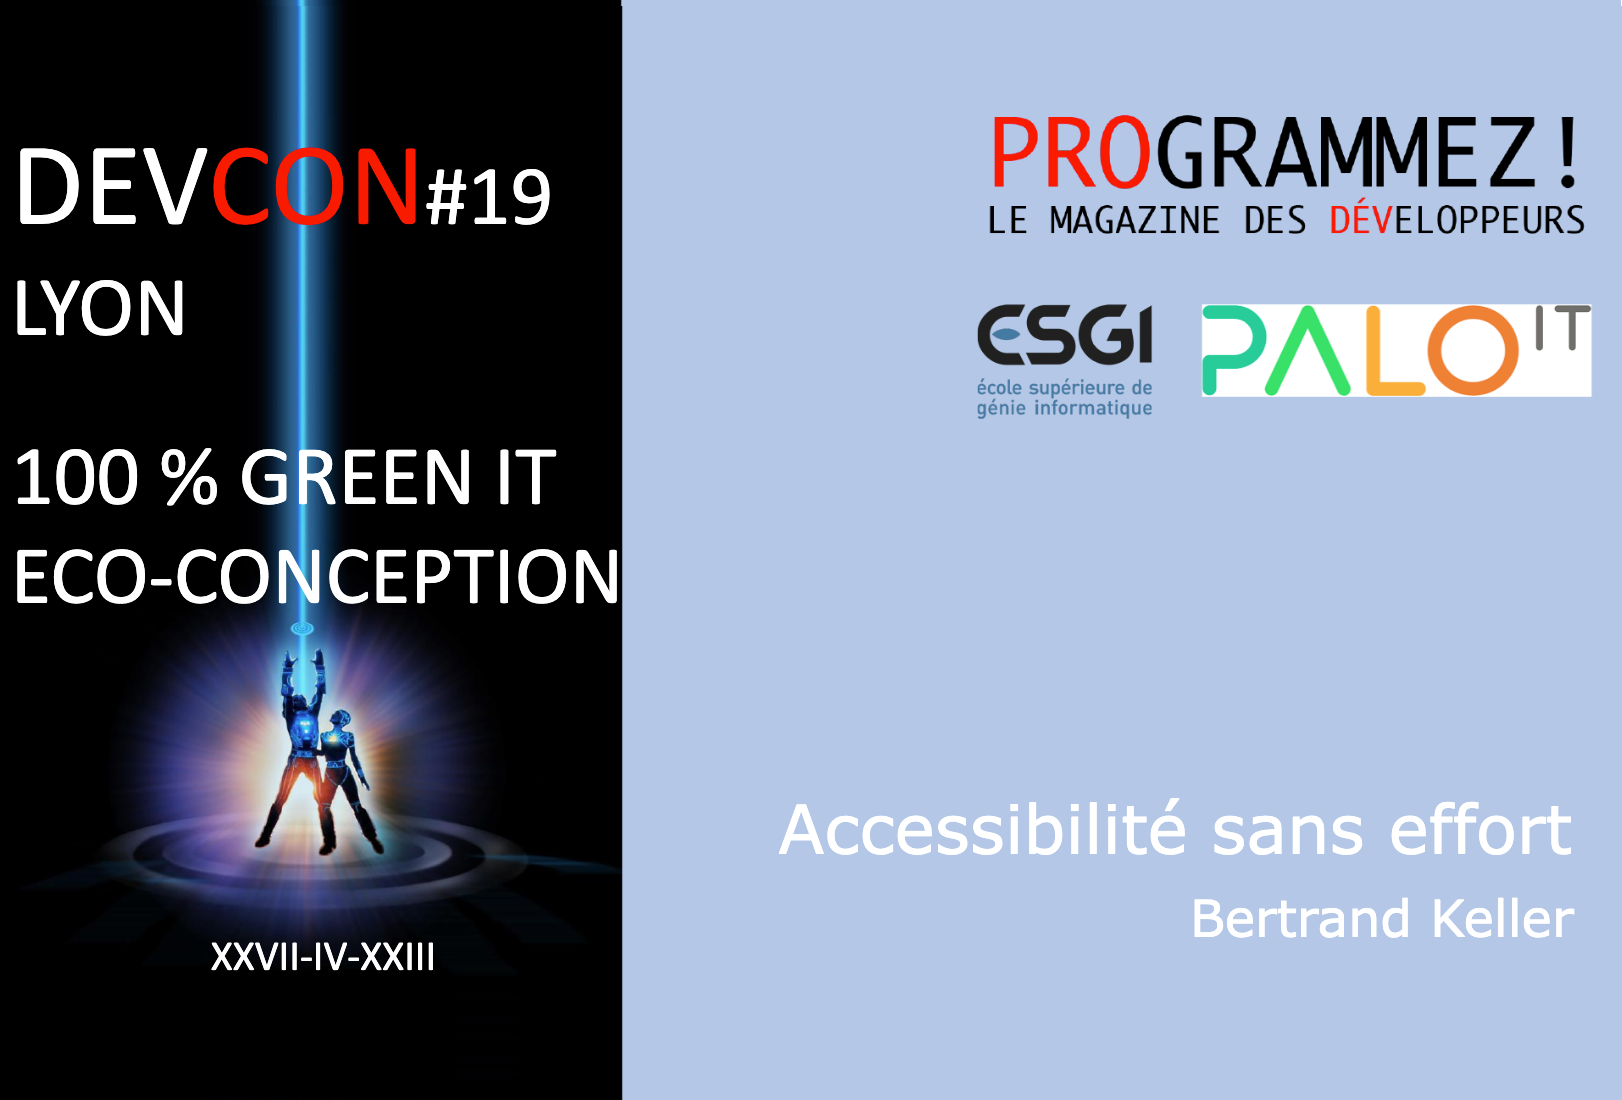 DEVCON#19
LYON
100 % GREEN IT
ECO-CONCEPTION
XXVII-IV-XXIII
PROGRAMMEZ!
LE MAGAZINE DES DÉVELOPPEURS
ESGI
école supérieure de
génie informatique
PALO IT
Accessibilité sans effort
Bertrand Keller